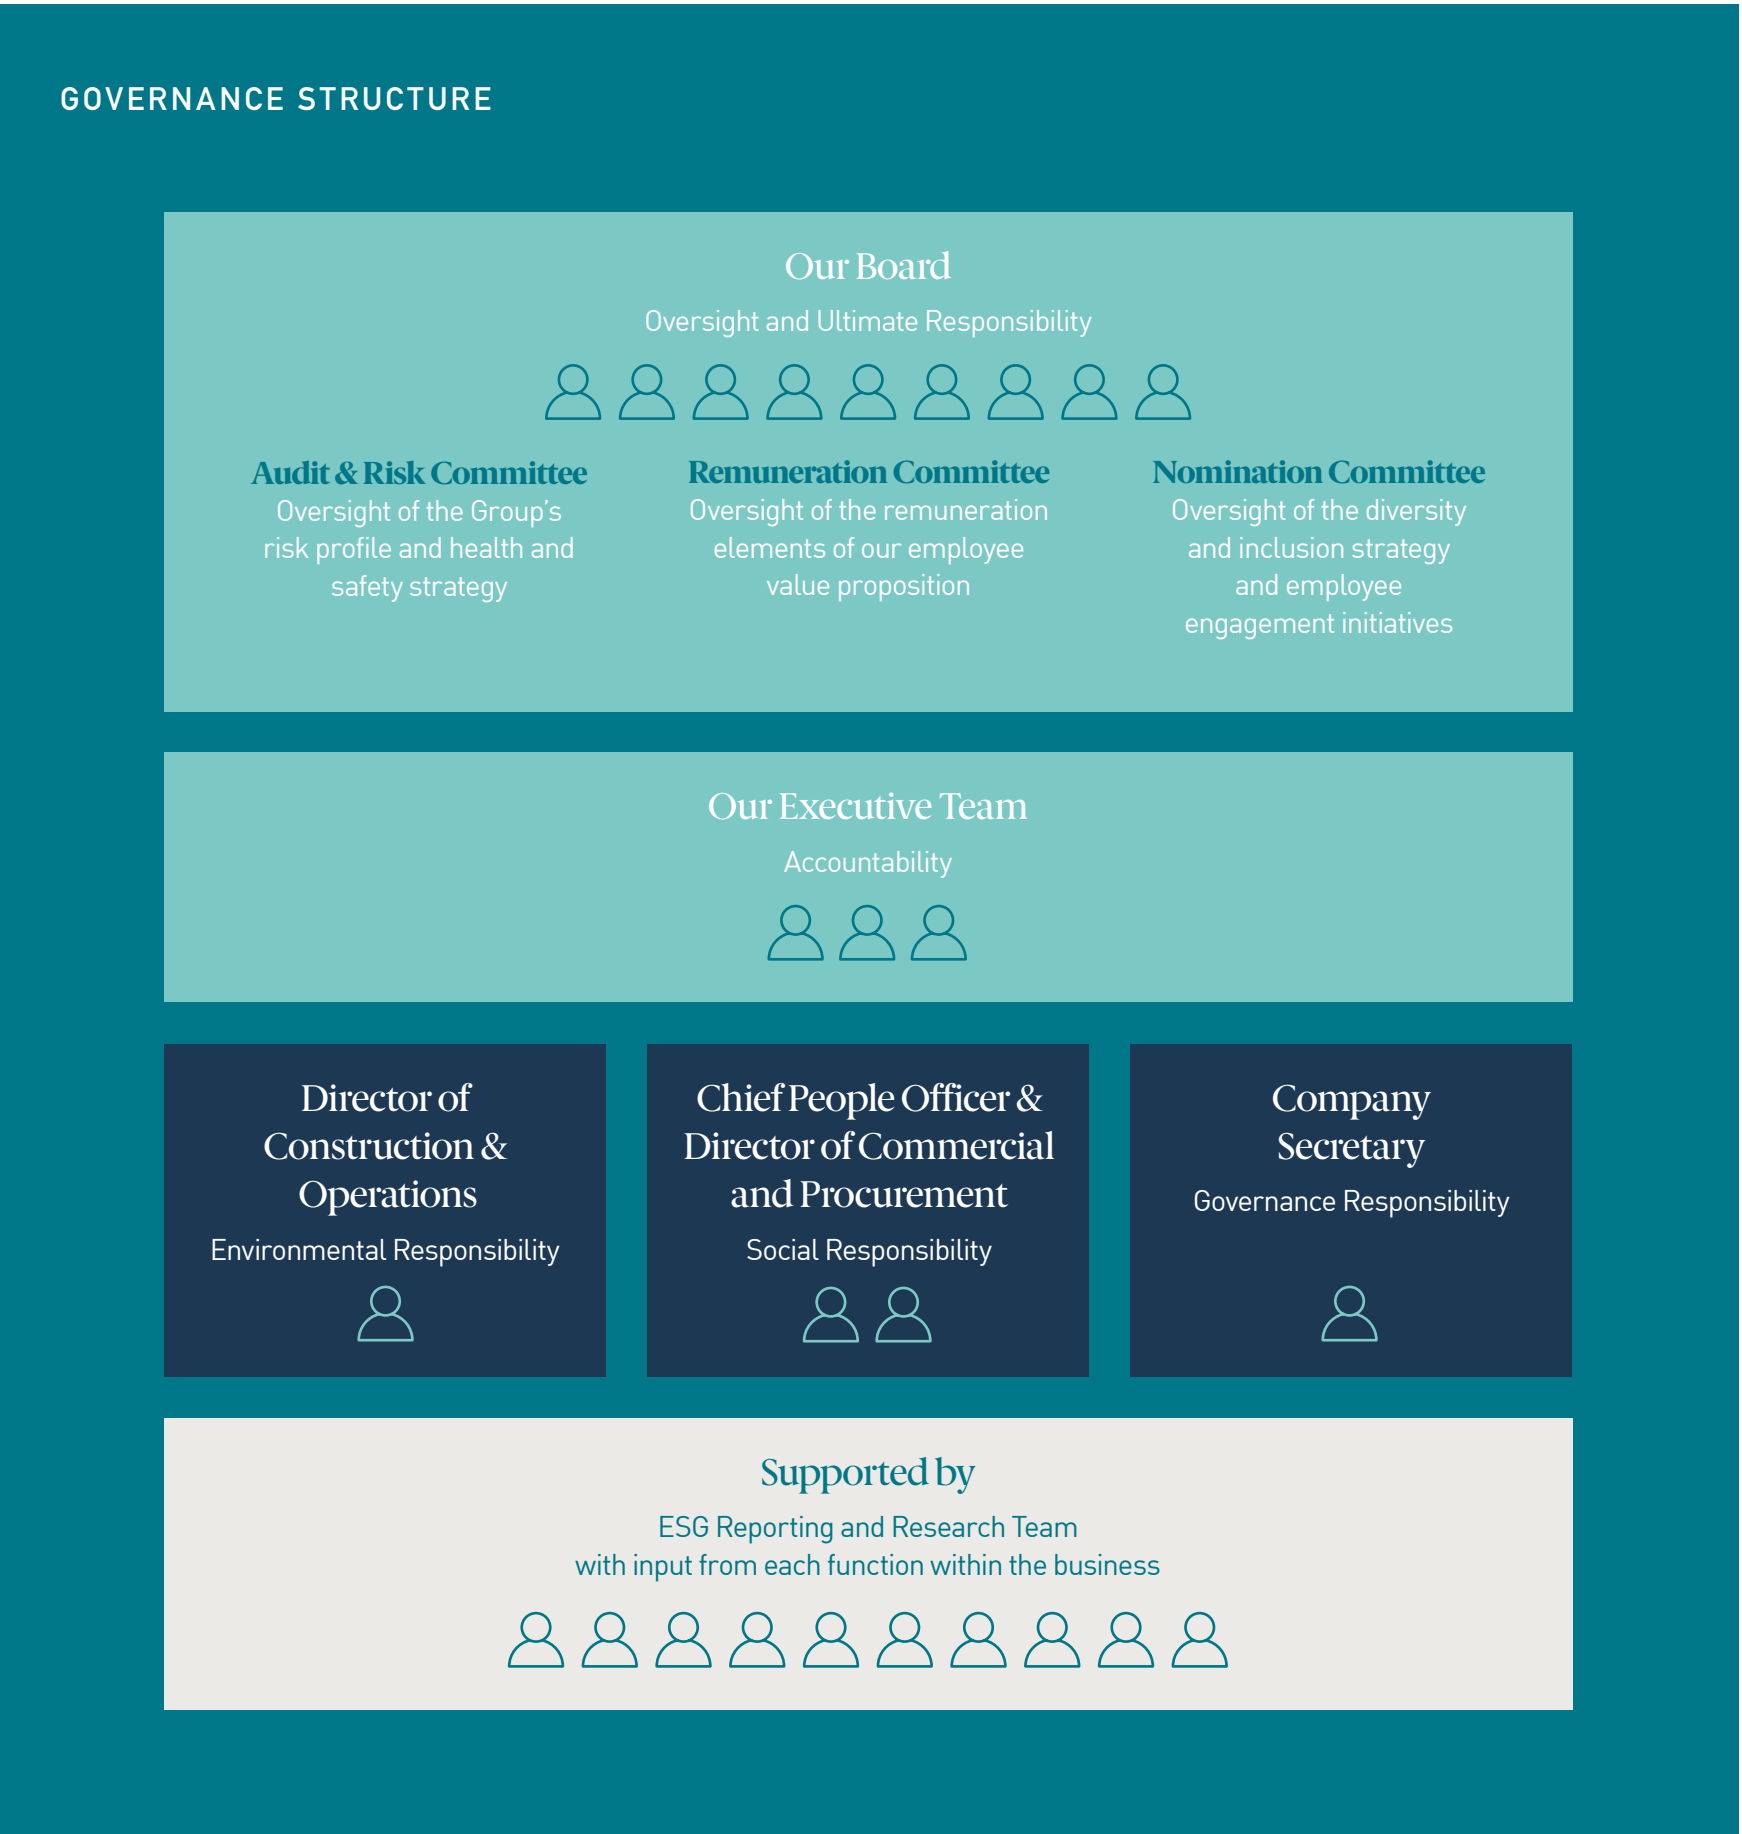 GOVERNANCE STRUCTURE
Our Board
Oversight and Ultimate Responsibility
Audit & Risk Committee
Oversight of the Group's
risk profile and health and
safety strategy
Remuneration Committee
Oversight of the remuneration
elements of our employee
value proposition
Nomination Committee
Oversight of the diversity
and inclusion strategy
and employee
engagement initiatives
Our Executive Team
Accountability
Director of
Construction &
Operations
Environmental Responsibility
Chief People Officer &
Director of Commercial
and Procurement
Social Responsibility
Company
Secretary
Governance Responsibility
Supported by
ESG Reporting and Research Team
with input from each function within the business